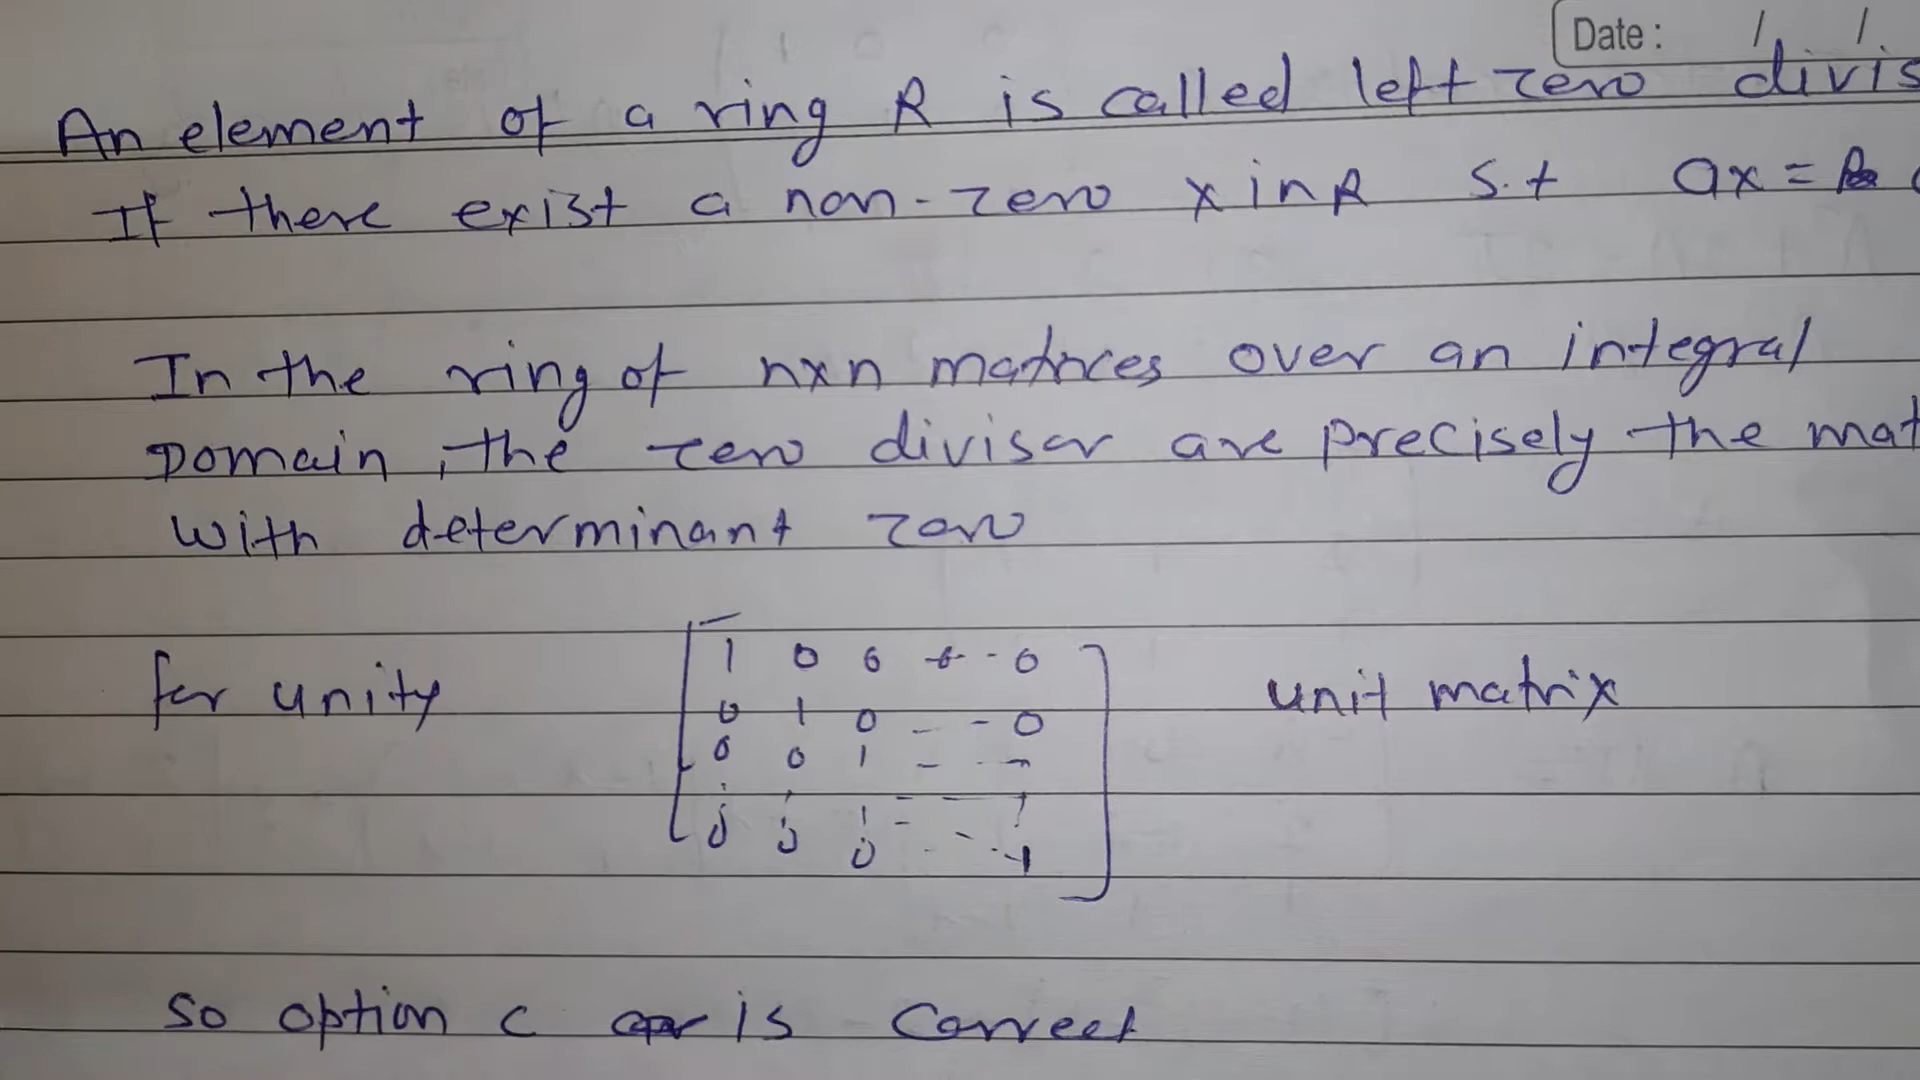 Date: / /.
An element of a ring R is called left zero divis
If there exist a non-zero x in R s.t ax =
In the ring of nxn matrices over an integral
Domain, the zero divisor are precisely the mat
with determinant zero
for unity
1 0 0 - - 0
0 1 0 - - 0
0 0 1 - - -
0 0 0 - - 1
unit matrix
so option c is correct